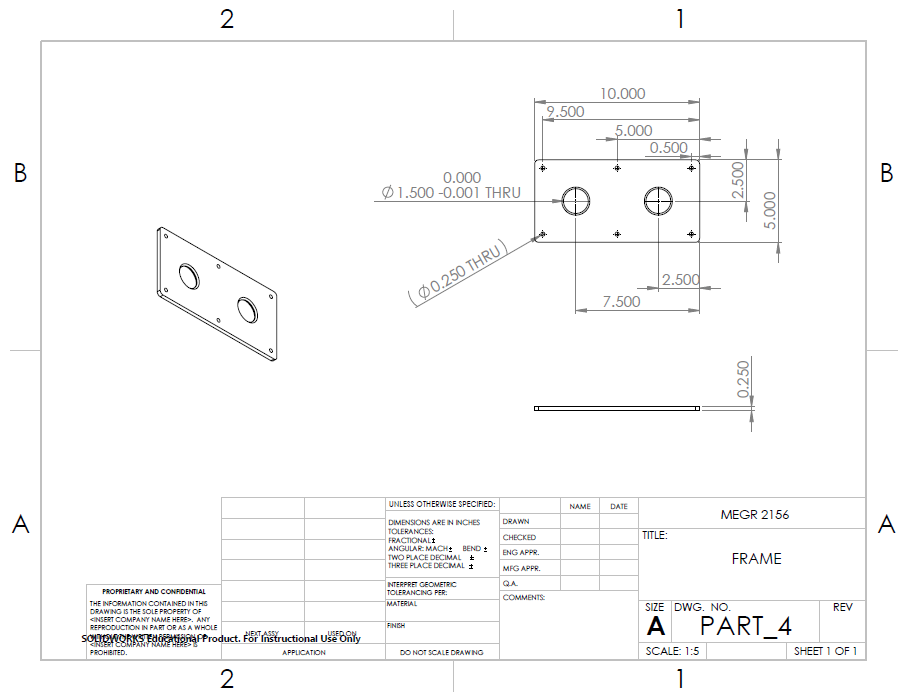 2
1
B
B
A
A
2
1
10.000
9.500
5.000
0.500
2.500
5.000
0.000
Ø1.500 -0.001 THRU
( Ø0.250 THRU )
2.500
7.500
0.250
UNLESS OTHERWISE SPECIFIED:
DIMENSIONS ARE IN INCHES
TOLERANCES:
FRACTIONAL±
ANGULAR: MACH± BEND ±
TWO PLACE DECIMAL ±
THREE PLACE DECIMAL ±
INTERPRET GEOMETRIC
TOLERANCING PER:
MATERIAL
FINISH
DO NOT SCALE DRAWING
NAME
DATE
DRAWN
CHECKED
ENG APPR.
MFG APPR.
Q.A.
COMMENTS:
MEGR 2156
TITLE:
FRAME
SIZE
A
DWG. NO.
PART_4
REV
SCALE: 1:5
SHEET 1 OF 1
PROPRIETARY AND CONFIDENTIAL
THE INFORMATION CONTAINED IN THIS
DRAWING IS THE SOLE PROPERTY OF
<INSERT COMPANY NAME HERE>. ANY
REPRODUCTION IN PART OR AS A WHOLE
WITHOUT THE WRITTEN PERMISSION OF
<INSERT COMPANY NAME HERE> IS
PROHIBITED.
NEXT ASSY
USED ON
APPLICATION
SOLIDWORKS Educational Product. For Instructional Use Only